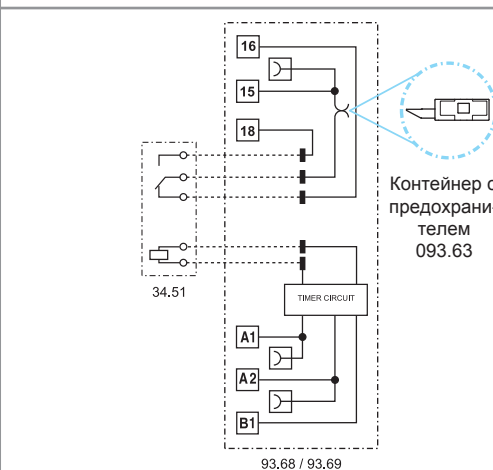 16
15
18
Контейнер с
предохрани-
телем
093.63
34.51
TIMER CIRCUIT
A1
A2
B1
93.68 / 93.69